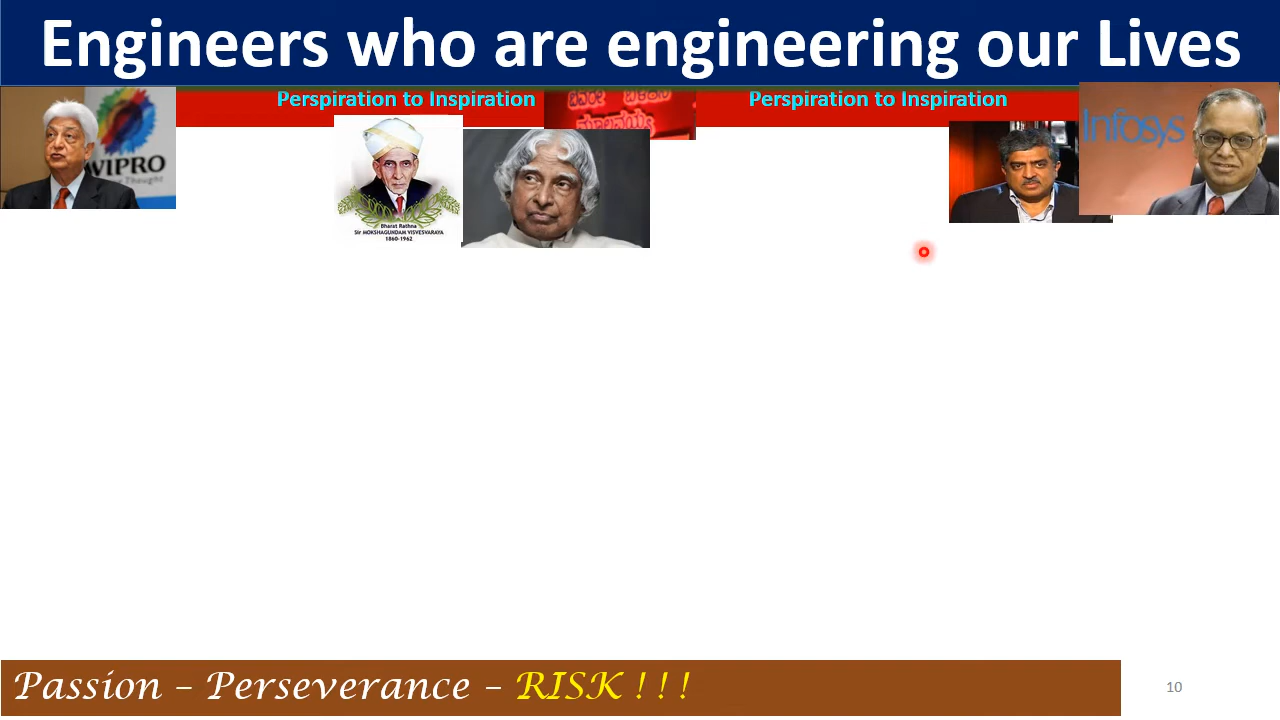 Engineers who are engineering our Lives
Perspiration to Inspiration
Perspiration to Inspiration
WIPRO
Infosys
Bharat Rathna
Sir MOKSHAGUNDAM VISVESVARAYA
1860-1962
Passion – Perseverance – RISK ! ! !
10